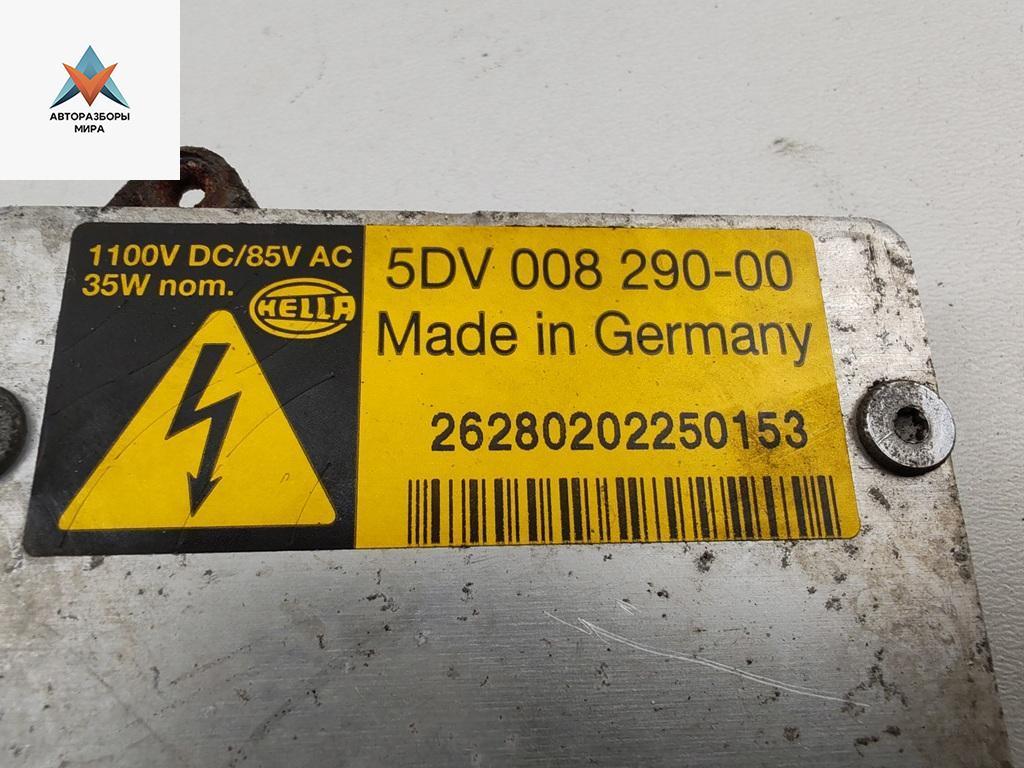 АВТОРАЗБОРЫ
МИРА
1100V DC/85V AC
35W nom.
HELLA
5DV 008 290-00
Made in Germany
26280202250153